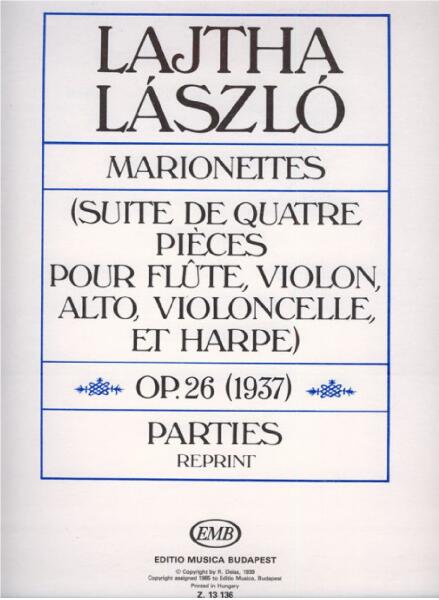 LAJTHA
LÁSZLÓ
MARIONETTES
(SUITE DE QUATRE
PIÈCES
POUR FLÛTE, VIOLON,
ALTO, VIOLONCELLE,
ET HARPE)
OP. 26 (1937)
PARTIES
REPRINT
EMB
EDITIO MUSICA BUDAPEST
© Copyright by R. Deiss, 1939
Copyright assigned 1985 to Editio Musica, Budapest
Printed in Hungary
Z. 13 136